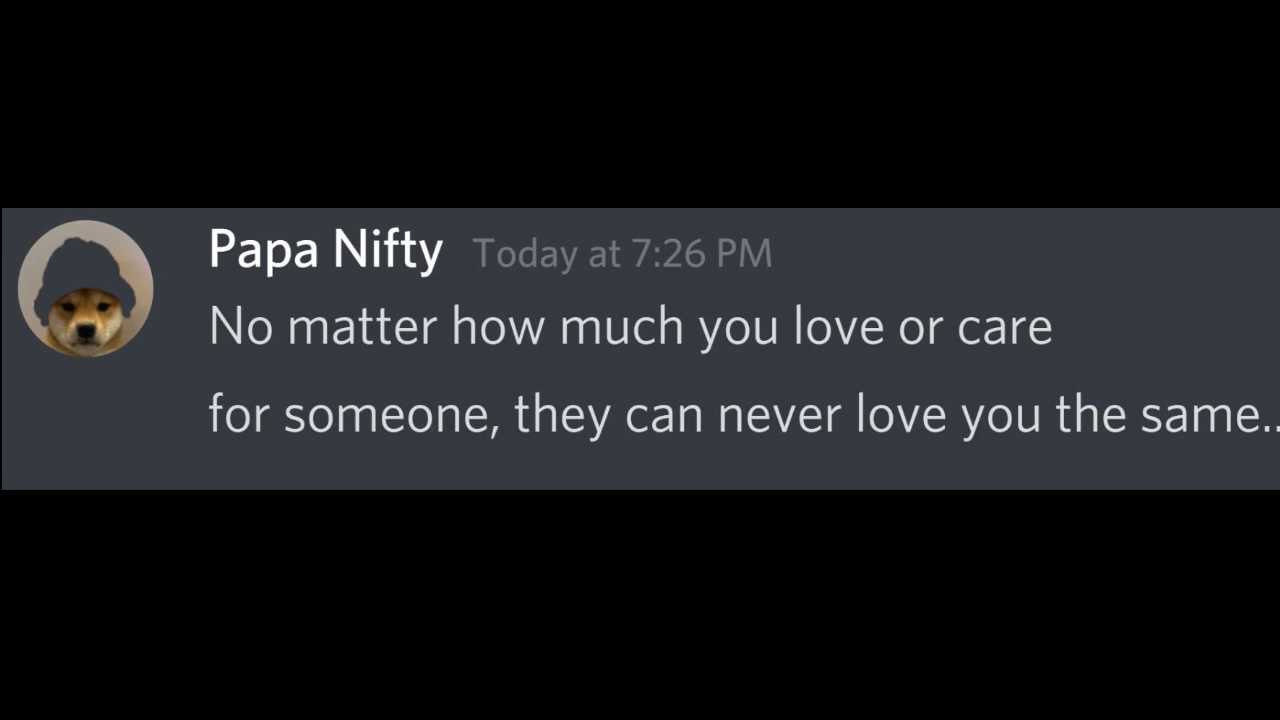 Papa Nifty Today at 7:26 PM
No matter how much you love or care
for someone, they can never love you the same..